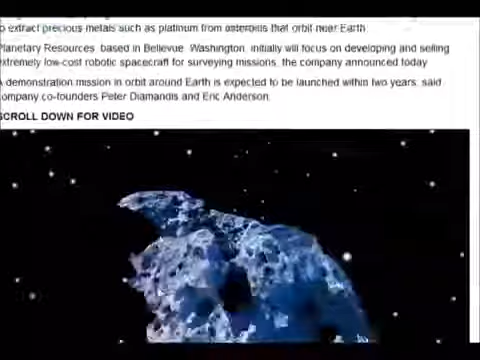 o extract precious metals such as platinum from asteroids that orbit near Earth
Planetary Resources, based in Bellevue, Washington, initially will focus on developing and selling
extremely low-cost robotic spacecraft for surveying missions, the company announced today
A demonstration mission in orbit around Earth is expected to be launched within two years, said
ompany co-founders Peter Diamandis and Eric Anderson.
SCROLL DOWN FOR VIDEO